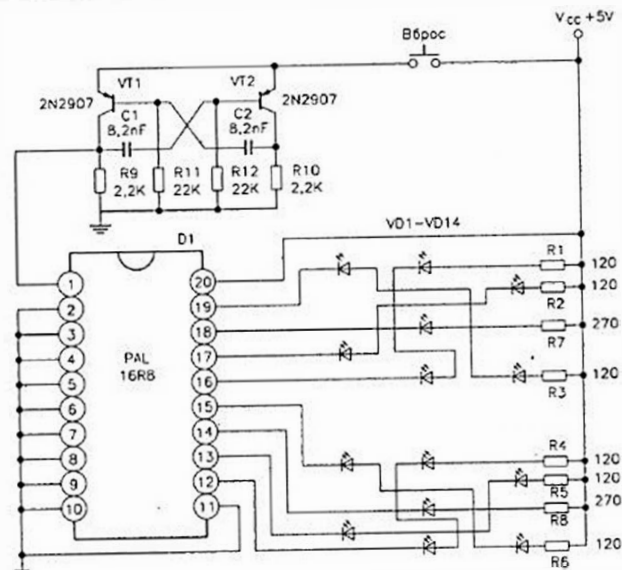 Vcc +5V
Вброс
VT1
VT2
2N2907
2N2907
C1
8,2nF
C2
8,2nF
R9
2,2K
R11
22K
R12
22K
R10
2,2K
D1
VD1-VD14
PAL
16R8
1
2
3
4
5
6
7
8
9
10
20
19
18
17
16
15
14
13
12
11
R1
120
R2
120
R7
270
R3
120
R4
120
R5
120
R8
270
R6
120